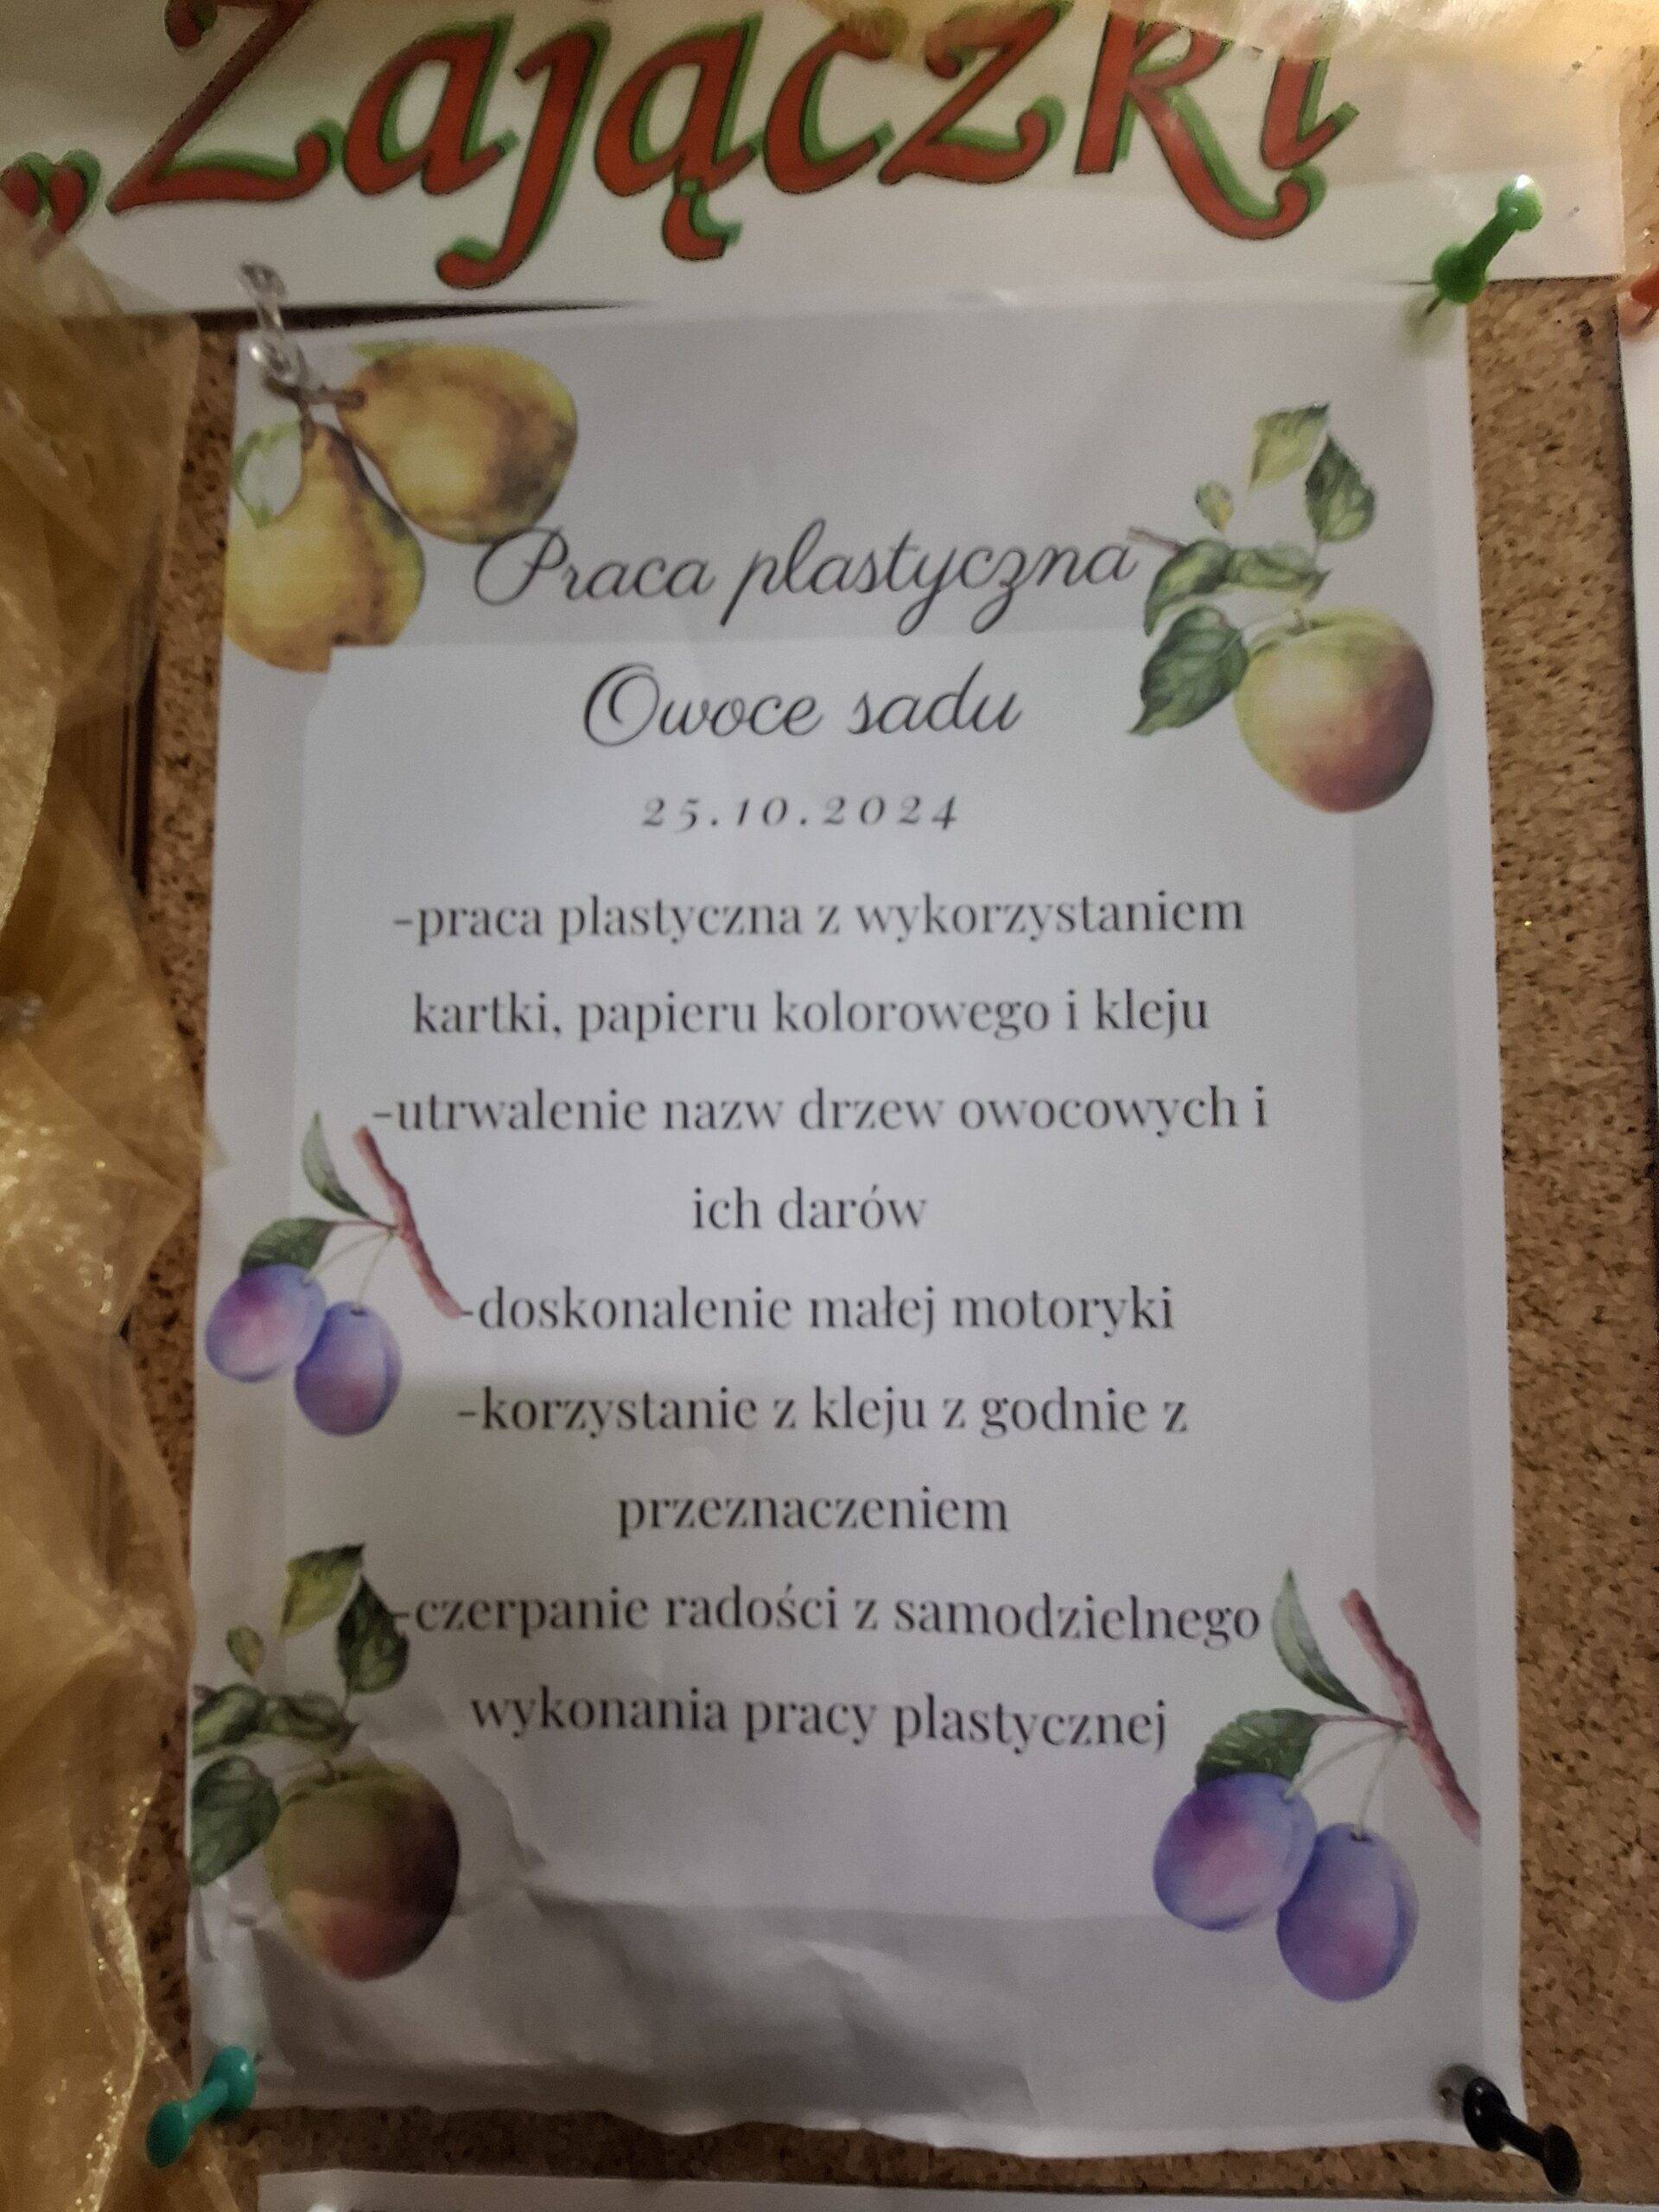 „Zajączki
Praca plastyczna
Owoce sadu
25.10.2024
-praca plastyczna z wykorzystaniem
kartki, papieru kolorowego i kleju
-utrwalenie nazw drzew owocowych i
ich darów
-doskonalenie małej motoryki
-korzystanie z kleju z godnie z
przeznaczeniem
-czerpanie radości z samodzielnego
wykonania pracy plastycznej